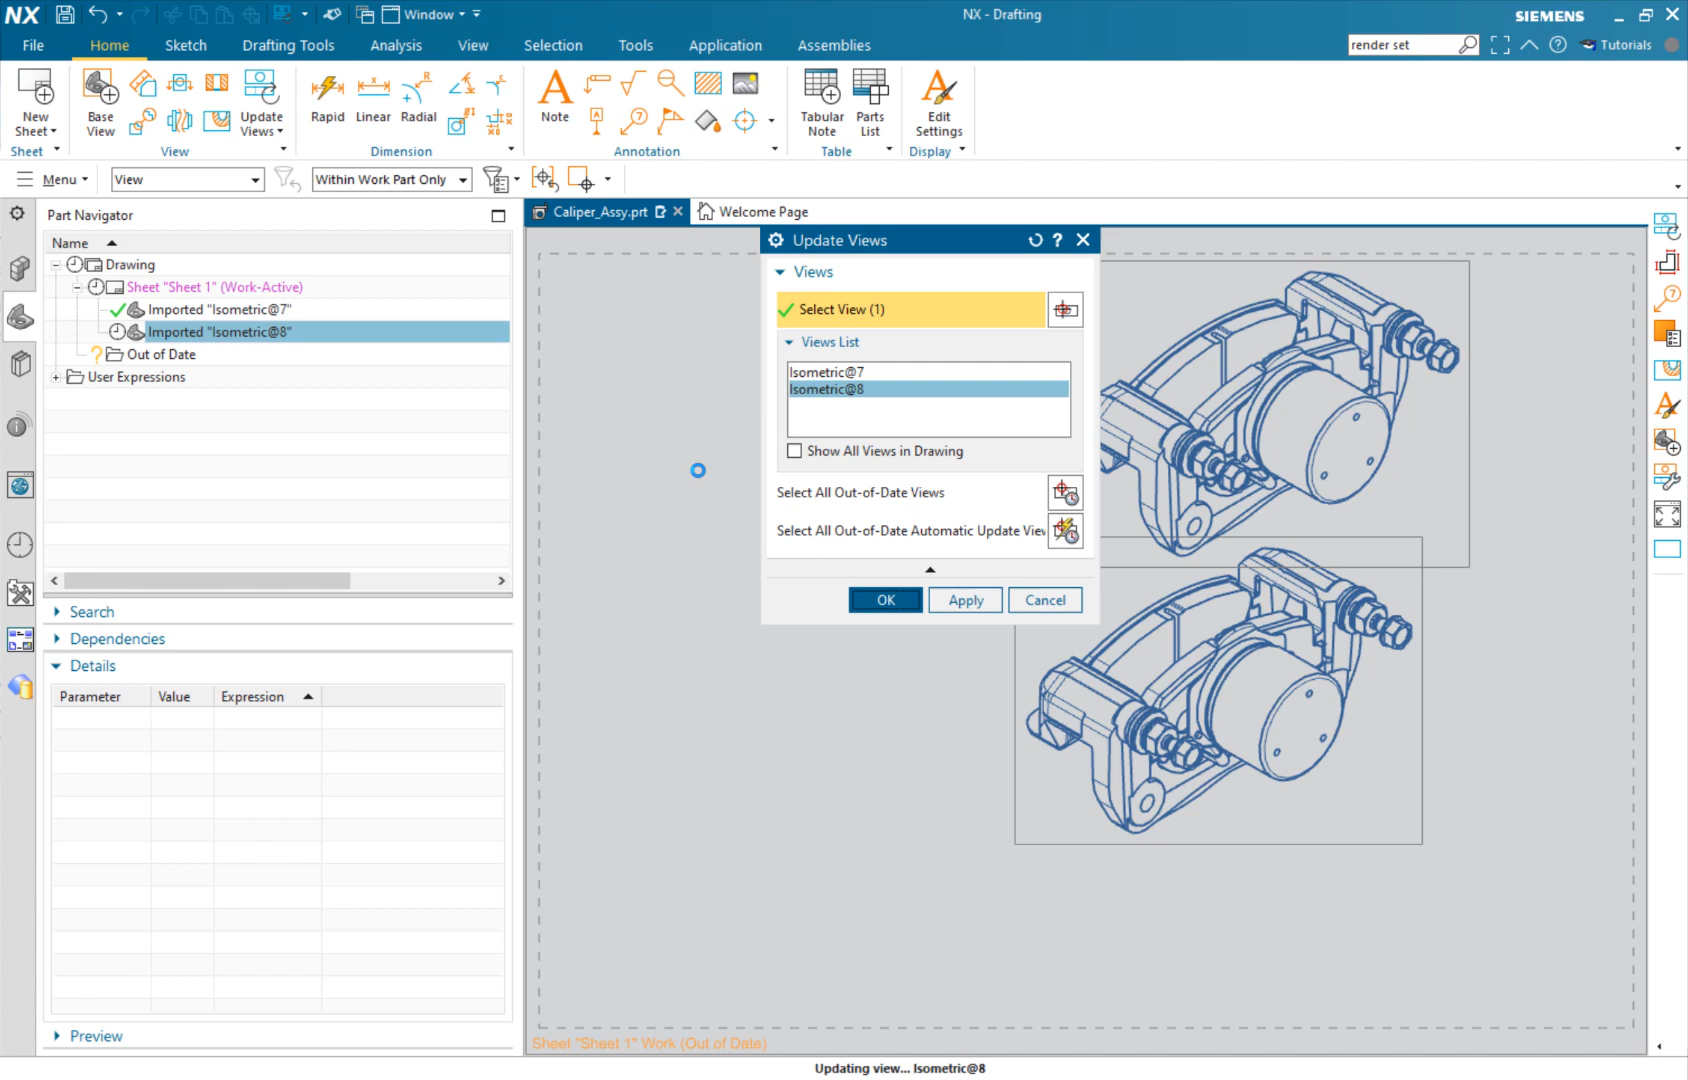 NX
Window
NX - Drafting
SIEMENS
File
Home
Sketch
Drafting Tools
Analysis
View
Selection
Tools
Application
Assemblies
render set
Tutorials
New
Sheet
Base
View
Update
Views
Rapid
Linear
Radial
Note
Tabular
Note
Parts
List
Edit
Settings
Sheet
View
Dimension
Annotation
Table
Display
Menu
View
Within Work Part Only
Part Navigator
Caliper_Assy.prt
Welcome Page
Name
Drawing
Sheet "Sheet 1" (Work-Active)
Imported "Isometric@7"
Imported "Isometric@8"
Out of Date
User Expressions
Update Views
Views
Select View (1)
Views List
Isometric@7
Isometric@8
Show All Views in Drawing
Select All Out-of-Date Views
Select All Out-of-Date Automatic Update View
OK
Apply
Cancel
Search
Dependencies
Details
Parameter
Value
Expression
Preview
Sheet "Sheet 1" Work (Out of Date)
Updating view... Isometric@8